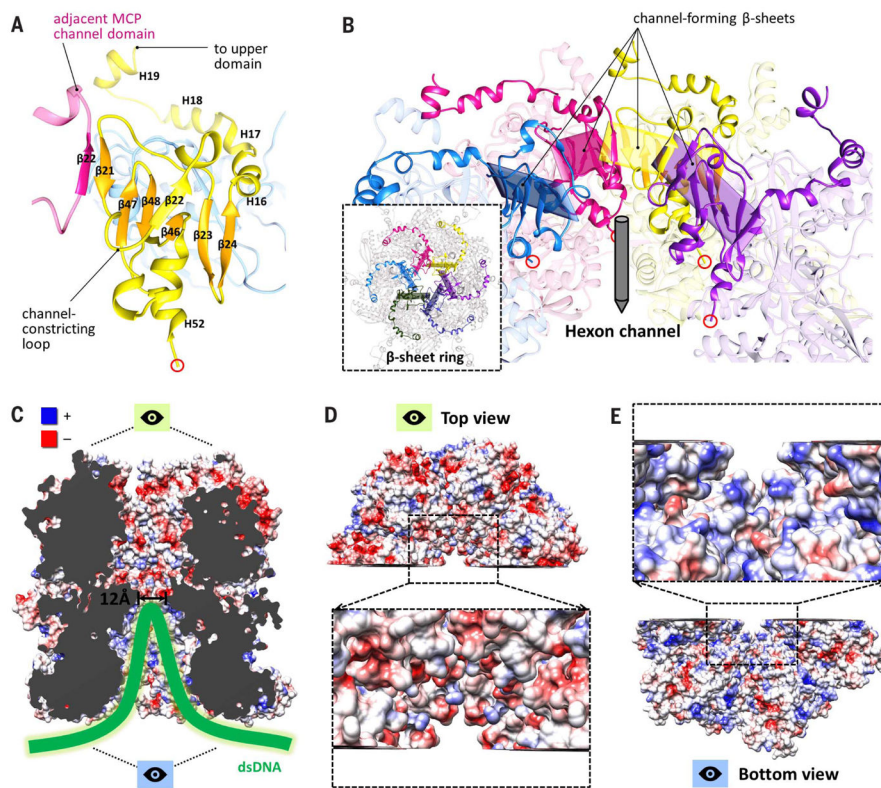 A
adjacent MCP
channel domain
to upper
domain
H19
H18
H17
H16
β22
β21
β47
β48
β22
β46
β23
β24
channel-
constricting
loop
H52
B
channel-forming β-sheets
β-sheet ring
Hexon channel
C
+
−
12Å
dsDNA
D
Top view
E
Bottom view